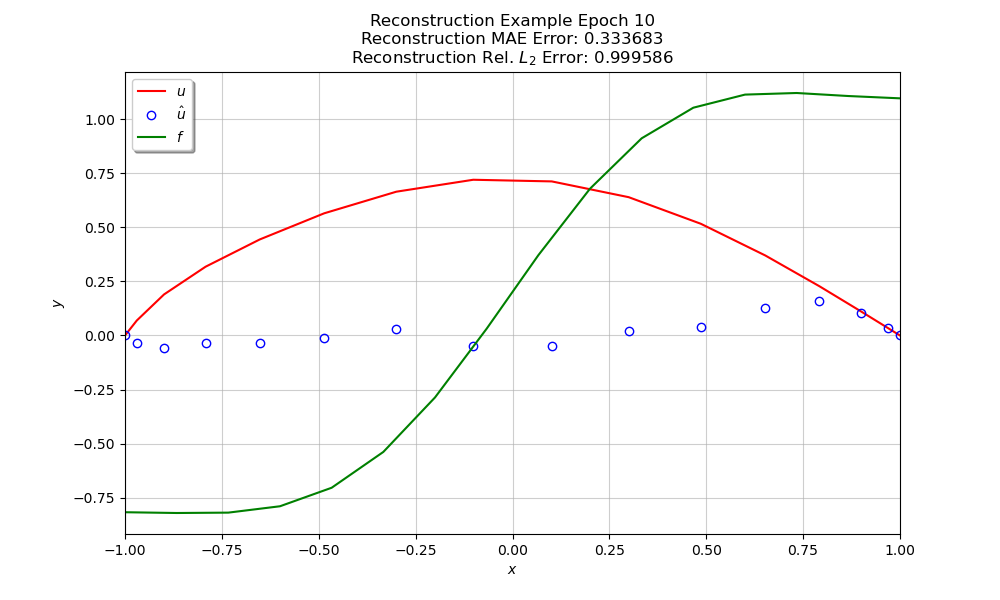 Reconstruction Example Epoch 10
Reconstruction MAE Error: 0.333683
Reconstruction Rel. L₂ Error: 0.999586
u
û
f
1.00
0.75
0.50
0.25
0.00
−0.25
−0.50
−0.75
y
−1.00 −0.75 −0.50 −0.25 0.00 0.25 0.50 0.75 1.00
x